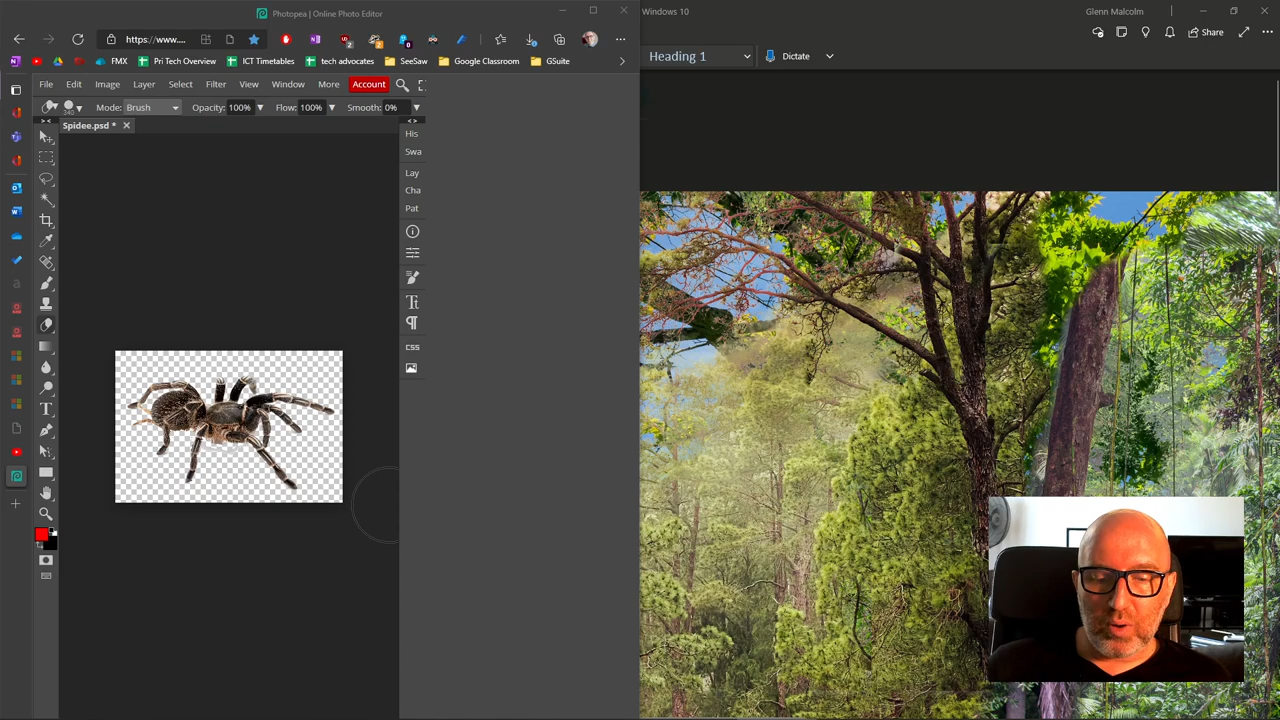 Photopea | Online Photo Editor
https://www....
FMX
Pri Tech Overview
ICT Timetables
tech advocates
SeeSaw
Google Classroom
GSuite
File Edit Image Layer Select Filter View Window More Account
Mode: Brush Opacity: 100% Flow: 100% Smooth: 0%
Spidee.psd *
His
Swa
Lay
Cha
Pat
CSS
Windows 10
Glenn Malcolm
Share
Heading 1
Dictate